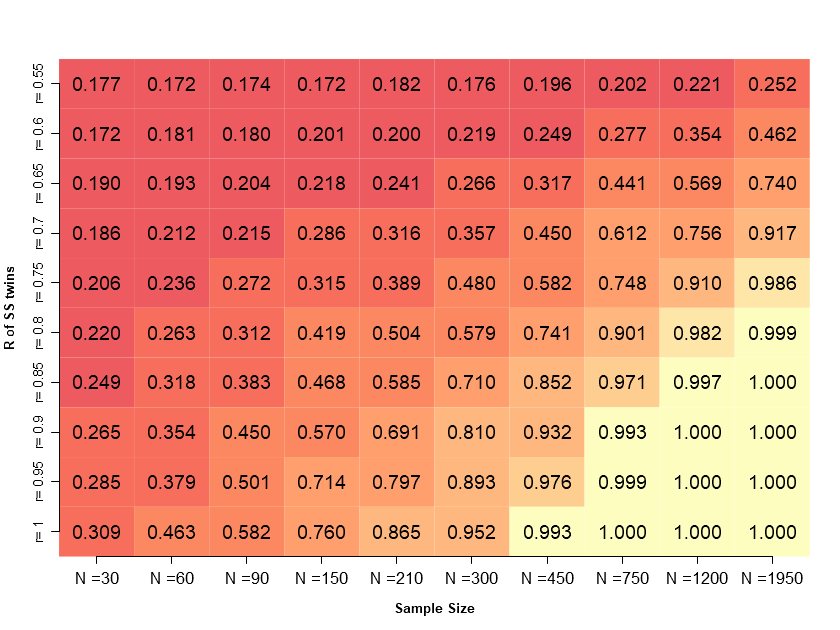 r= 0.55 0.177 0.172 0.174 0.172 0.182 0.176 0.196 0.202 0.221 0.252
r= 0.6 0.172 0.181 0.180 0.201 0.200 0.219 0.249 0.277 0.354 0.462
r= 0.65 0.190 0.193 0.204 0.218 0.241 0.266 0.317 0.441 0.569 0.740
r= 0.7 0.186 0.212 0.215 0.286 0.316 0.357 0.450 0.612 0.756 0.917
r= 0.75 0.206 0.236 0.272 0.315 0.389 0.480 0.582 0.748 0.910 0.986
r= 0.8 0.220 0.263 0.312 0.419 0.504 0.579 0.741 0.901 0.982 0.999
r= 0.85 0.249 0.318 0.383 0.468 0.585 0.710 0.852 0.971 0.997 1.000
r= 0.9 0.265 0.354 0.450 0.570 0.691 0.810 0.932 0.993 1.000 1.000
r= 0.95 0.285 0.379 0.501 0.714 0.797 0.893 0.976 0.999 1.000 1.000
r= 1 0.309 0.463 0.582 0.760 0.865 0.952 0.993 1.000 1.000 1.000
R of SS twins
N =30 N =60 N =90 N =150 N =210 N =300 N =450 N =750 N =1200 N =1950
Sample Size